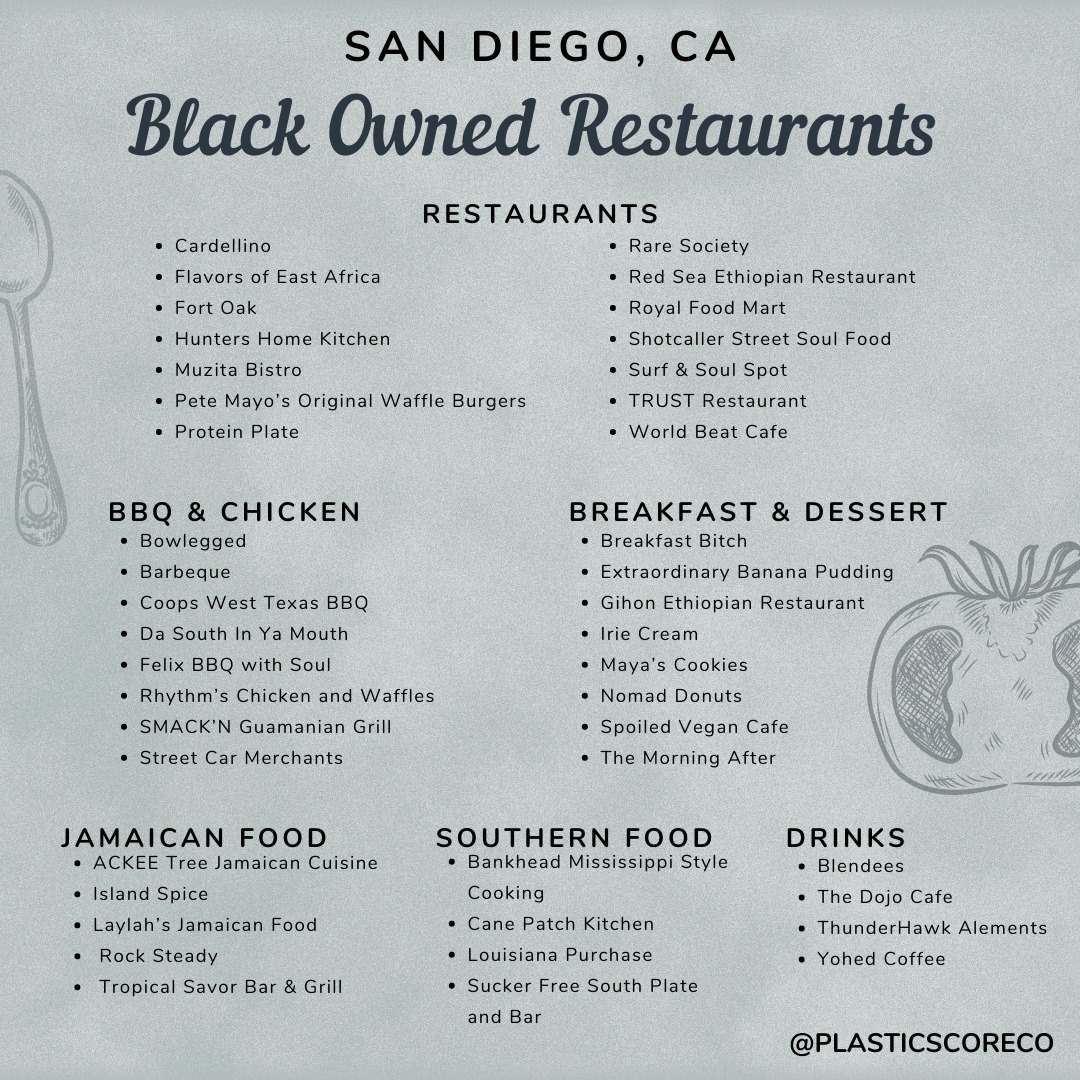 SAN DIEGO, CA
Black Owned Restaurants
RESTAURANTS
• Cardellino
• Flavors of East Africa
• Fort Oak
• Hunters Home Kitchen
• Muzita Bistro
• Pete Mayo's Original Waffle Burgers
• Protein Plate
• Rare Society
• Red Sea Ethiopian Restaurant
• Royal Food Mart
• Shotcaller Street Soul Food
• Surf & Soul Spot
• TRUST Restaurant
• World Beat Cafe
BBQ & CHICKEN
• Bowlegged
• Barbeque
• Coops West Texas BBQ
• Da South In Ya Mouth
• Felix BBQ with Soul
• Rhythm's Chicken and Waffles
• SMACK'N Guamanian Grill
• Street Car Merchants
BREAKFAST & DESSERT
• Breakfast Bitch
• Extraordinary Banana Pudding
• Gihon Ethiopian Restaurant
• Irie Cream
• Maya's Cookies
• Nomad Donuts
• Spoiled Vegan Cafe
• The Morning After
JAMAICAN FOOD
• ACKEE Tree Jamaican Cuisine
• Island Spice
• Laylah's Jamaican Food
• Rock Steady
• Tropical Savor Bar & Grill
SOUTHERN FOOD
• Bankhead Mississippi Style
Cooking
• Cane Patch Kitchen
• Louisiana Purchase
• Sucker Free South Plate
and Bar
DRINKS
• Blendees
• The Dojo Cafe
• ThunderHawk Alements
• Yohed Coffee
@PLASTICSCORECO